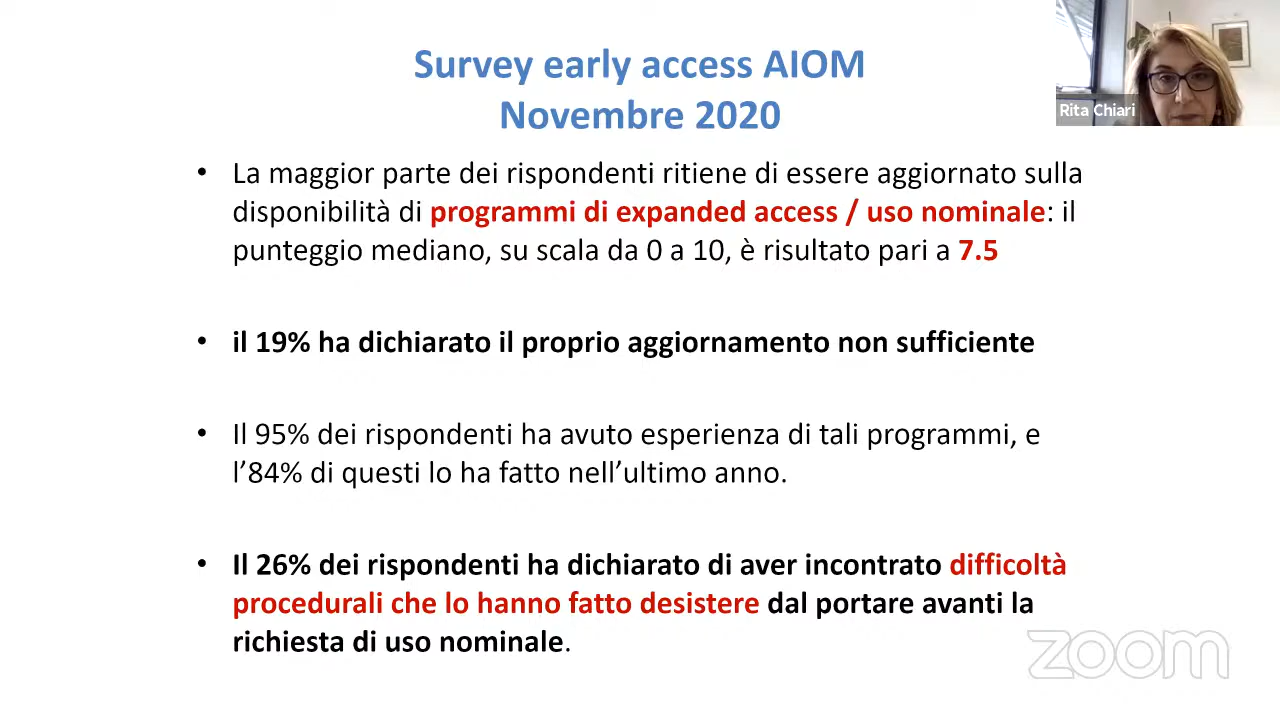 Survey early access AIOM
Novembre 2020
Rita Chiari
• La maggior parte dei rispondenti ritiene di essere aggiornato sulla
disponibilità di programmi di expanded access / uso nominale: il
punteggio mediano, su scala da 0 a 10, è risultato pari a 7.5
• il 19% ha dichiarato il proprio aggiornamento non sufficiente
• Il 95% dei rispondenti ha avuto esperienza di tali programmi, e
l’84% di questi lo ha fatto nell’ultimo anno.
• Il 26% dei rispondenti ha dichiarato di aver incontrato difficoltà
procedurali che lo hanno fatto desistere dal portare avanti la
richiesta di uso nominale.
zoom